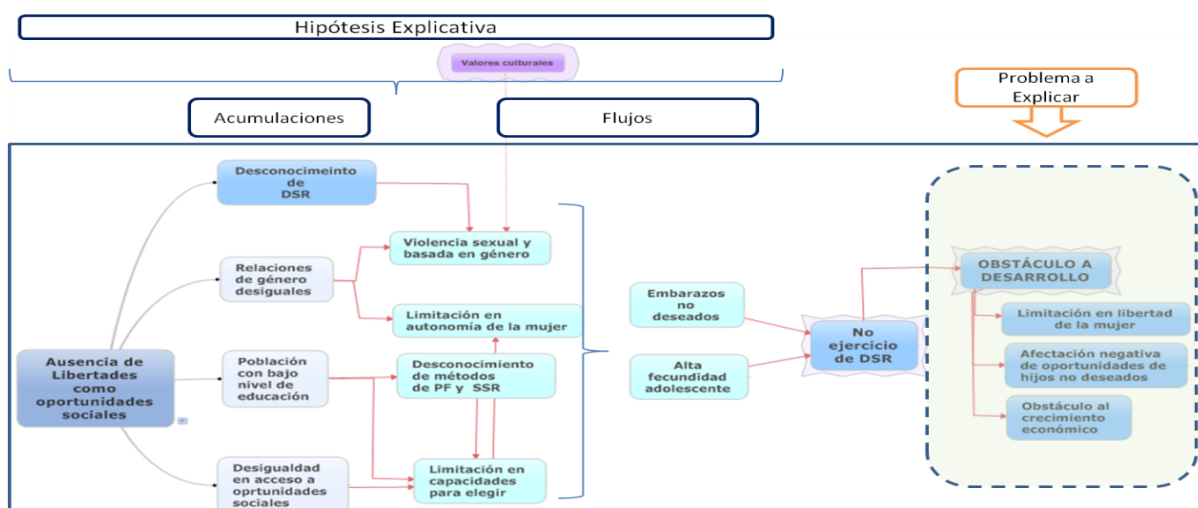 Hipótesis Explicativa
Valores culturales
Problema a
Explicar
Acumulaciones
Flujos
Desconocimeinto
de
DSR
Violencia sexual y
basada en género
Relaciones
de género
desiguales
Limitación en
autonomía de la mujer
Ausencia de
Libertades
como
oportunidades
sociales
Población
con bajo
nivel de
educación
Desconocimiento
de métodos
de PF y SSR
Desigualdad
en acceso a
oprtunidades
sociales
Limitación en
capacidades
para elegir
Embarazos
no
deseados
Alta
fecundidad
adolescente
No
ejercicio
de DSR
OBSTÁCULO A
DESARROLLO
Limitación en libertad
de la mujer
Afectación negativa
de oportunidades de
hijos no deseados
Obstáculo al
crecimiento
económico